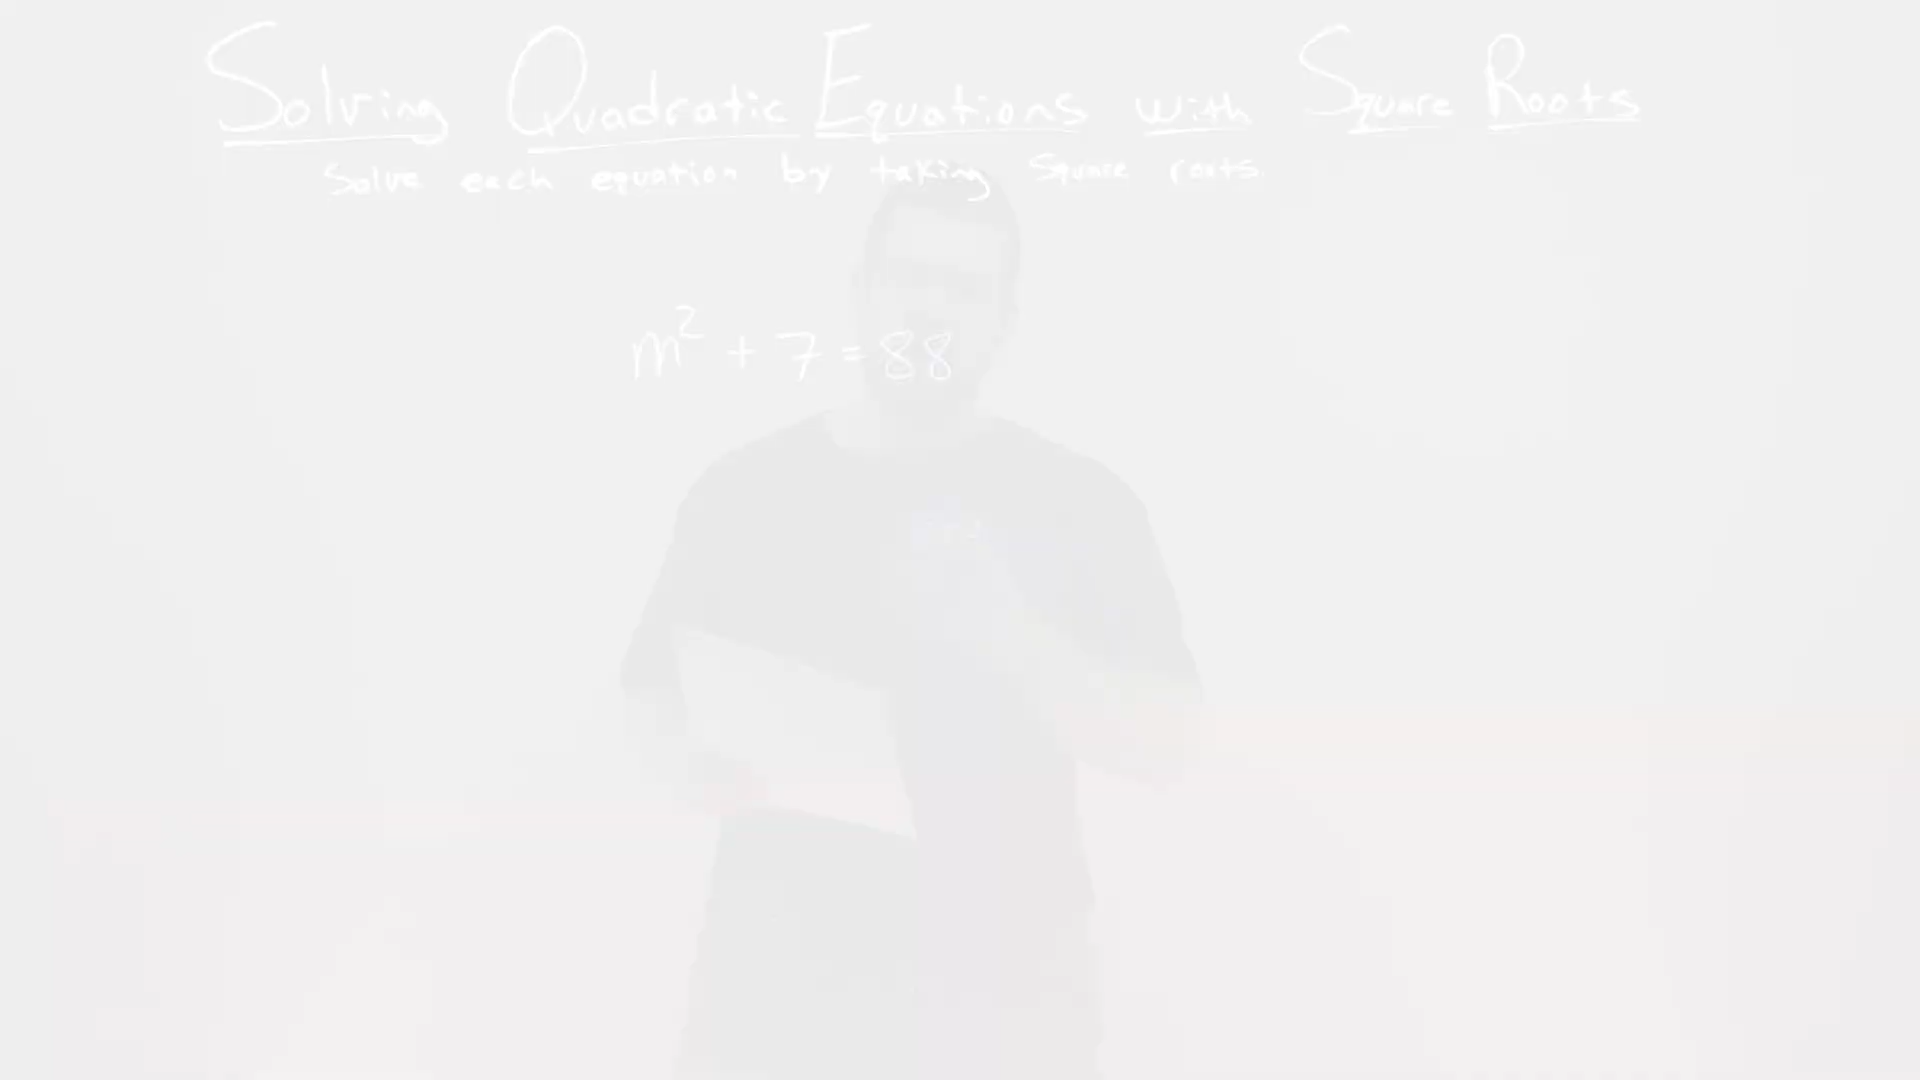 Solving Quadratic Equations with Square Roots
Solve each equation by taking square roots.
m² + 7 = 88